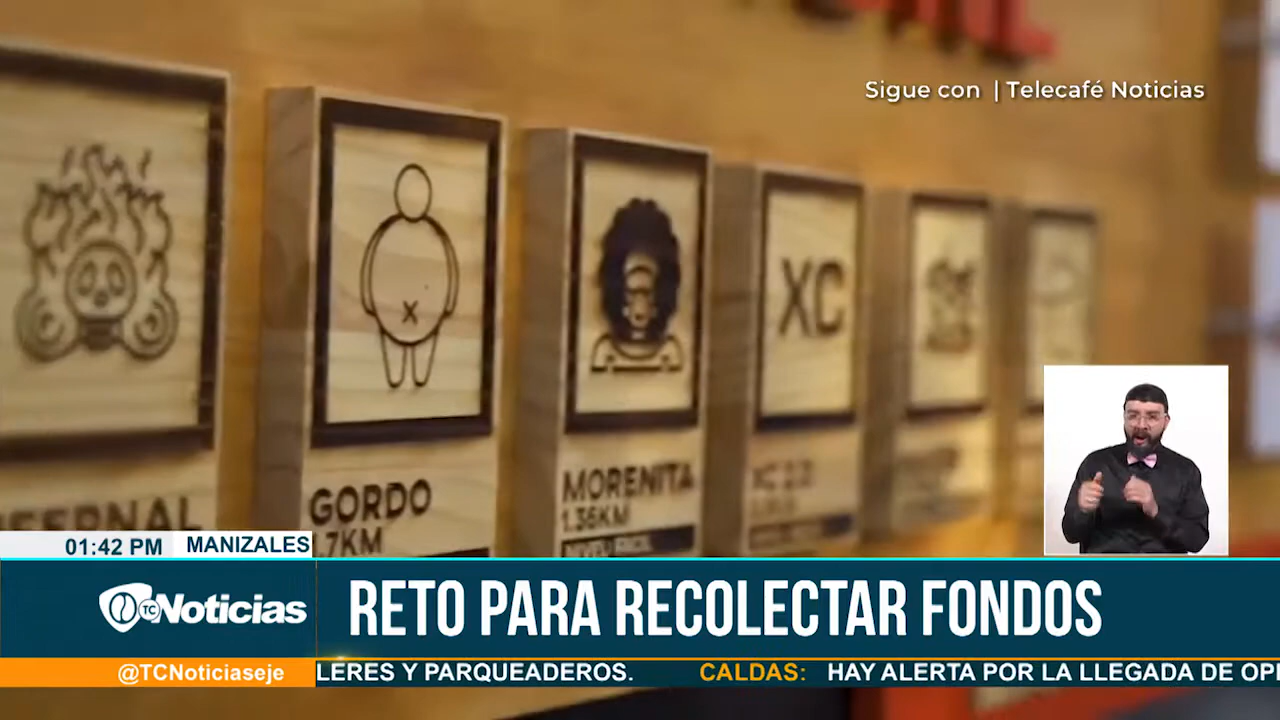 Sigue con | Telecafé Noticias
XC
GORDO
.7KM
MORENITA
1.36KM
01:42 PM
MANIZALES
TC Noticias
RETO PARA RECOLECTAR FONDOS
@TCNoticiaseje
LERES Y PARQUEADEROS. CALDAS: HAY ALERTA POR LA LLEGADA DE OPI